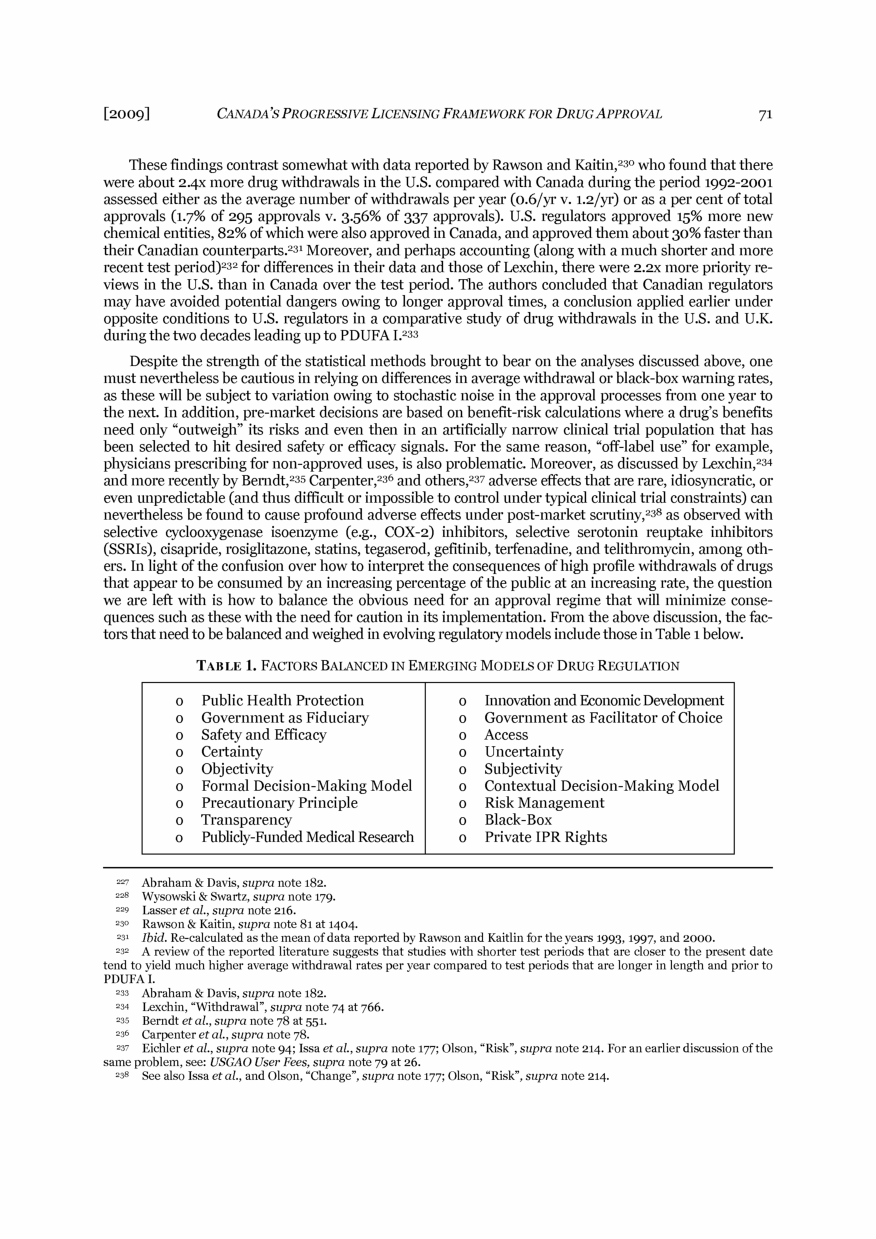 [2009] CANADA’S PROGRESSIVE LICENSING FRAMEWORK FOR DRUG APPROVAL 71
These findings contrast somewhat with data reported by Rawson and Kaitin,230 who found that there
were about 2.4x more drug withdrawals in the U.S. compared with Canada during the period 1992-2001
assessed either as the average number of withdrawals per year (0.6/yr v. 1.2/yr) or as a per cent of total
approvals (1.7% of 295 approvals v. 3.56% of 337 approvals). U.S. regulators approved 15% more new
chemical entities, 82% of which were also approved in Canada, and approved them about 30% faster than
their Canadian counterparts.231 Moreover, and perhaps accounting (along with a much shorter and more
recent test period)232 for differences in their data and those of Lexchin, there were 2.2x more priority re-
views in the U.S. than in Canada over the test period. The authors concluded that Canadian regulators
may have avoided potential dangers owing to longer approval times, a conclusion applied earlier under
opposite conditions to U.S. regulators in a comparative study of drug withdrawals in the U.S. and U.K.
during the two decades leading up to PDUFA I.233
Despite the strength of the statistical methods brought to bear on the analyses discussed above, one
must nevertheless be cautious in relying on differences in average withdrawal or black-box warning rates,
as these will be subject to variation owing to stochastic noise in the approval processes from one year to
the next. In addition, pre-market decisions are based on benefit-risk calculations where a drug’s benefits
need only “outweigh” its risks and even then in an artificially narrow clinical trial population that has
been selected to hit desired safety or efficacy signals. For the same reason, “off-label use” for example,
physicians prescribing for non-approved uses, is also problematic. Moreover, as discussed by Lexchin,234
and more recently by Berndt,235 Carpenter,236 and others,237 adverse effects that are rare, idiosyncratic, or
even unpredictable (and thus difficult or impossible to control under typical clinical trial constraints) can
nevertheless be found to cause profound adverse effects under post-market scrutiny,238 as observed with
selective cyclooxygenase isoenzyme (e.g., COX-2) inhibitors, selective serotonin reuptake inhibitors
(SSRIs), cisapride, rosiglitazone, statins, tegaserod, gefitinib, terfenadine, and telithromycin, among oth-
ers. In light of the confusion over how to interpret the consequences of high profile withdrawals of drugs
that appear to be consumed by an increasing percentage of the public at an increasing rate, the question
we are left with is how to balance the obvious need for an approval regime that will minimize conse-
quences such as these with the need for caution in its implementation. From the above discussion, the fac-
tors that need to be balanced and weighed in evolving regulatory models include those in Table 1 below.
TABLE 1. FACTORS BALANCED IN EMERGING MODELS OF DRUG REGULATION
o Public Health Protection
o Government as Fiduciary
o Safety and Efficacy
o Certainty
o Objectivity
o Formal Decision-Making Model
o Precautionary Principle
o Transparency
o Publicly-Funded Medical Research
o Innovation and Economic Development
o Government as Facilitator of Choice
o Access
o Uncertainty
o Subjectivity
o Contextual Decision-Making Model
o Risk Management
o Black-Box
o Private IPR Rights
227 Abraham & Davis, supra note 182.
228 Wysowski & Swartz, supra note 179.
229 Lasser et al., supra note 216.
230 Rawson & Kaitin, supra note 81 at 1404.
231 Ibid. Re-calculated as the mean of data reported by Rawson and Kaitlin for the years 1993, 1997, and 2000.
232 A review of the reported literature suggests that studies with shorter test periods that are closer to the present date
tend to yield much higher average withdrawal rates per year compared to test periods that are longer in length and prior to
PDUFA I.
233 Abraham & Davis, supra note 182.
234 Lexchin, “Withdrawal”, supra note 74 at 766.
235 Berndt et al., supra note 78 at 551.
236 Carpenter et al., supra note 78.
237 Eichler et al., supra note 94; Issa et al., supra note 177; Olson, “Risk”, supra note 214. For an earlier discussion of the
same problem, see: USGAO User Fees, supra note 79 at 26.
238 See also Issa et al., and Olson, “Change”, supra note 177; Olson, “Risk”, supra note 214.